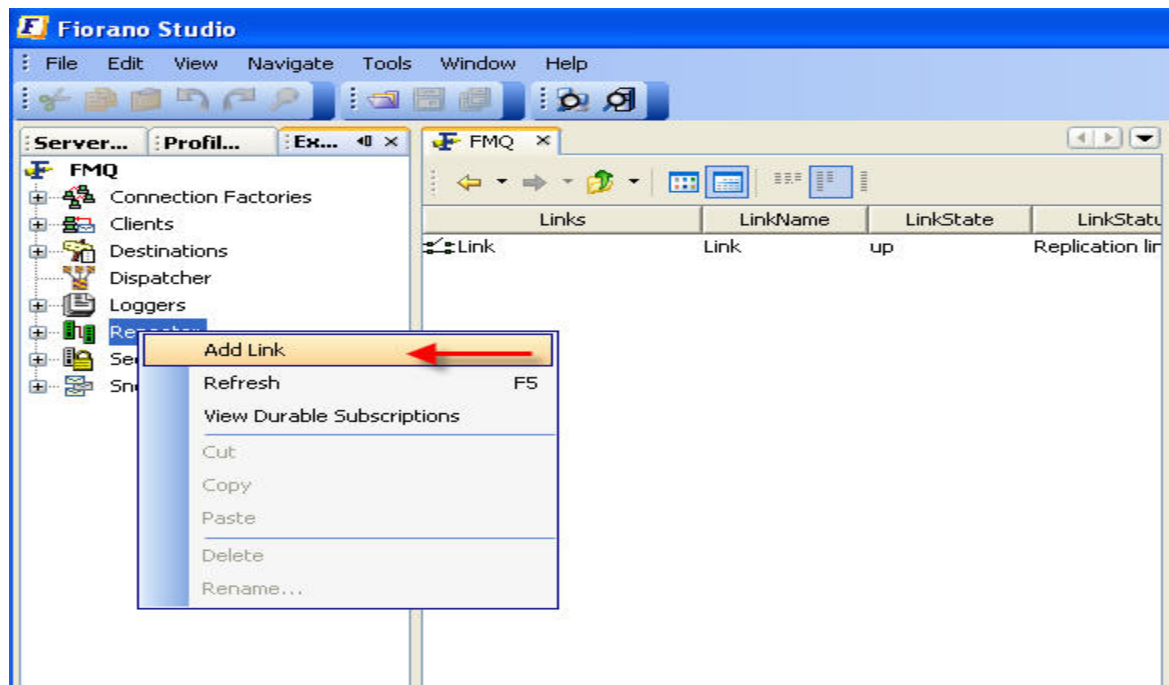 Fiorano Studio
File Edit View Navigate Tools Window Help
Server... Profil... Ex...
FMQ
FMQ
Connection Factories
Clients
Destinations
Dispatcher
Loggers
Links LinkName LinkState LinkStatu
Link Link up Replication lin
Add Link
Refresh F5
View Durable Subscriptions
Cut
Copy
Paste
Delete
Rename...